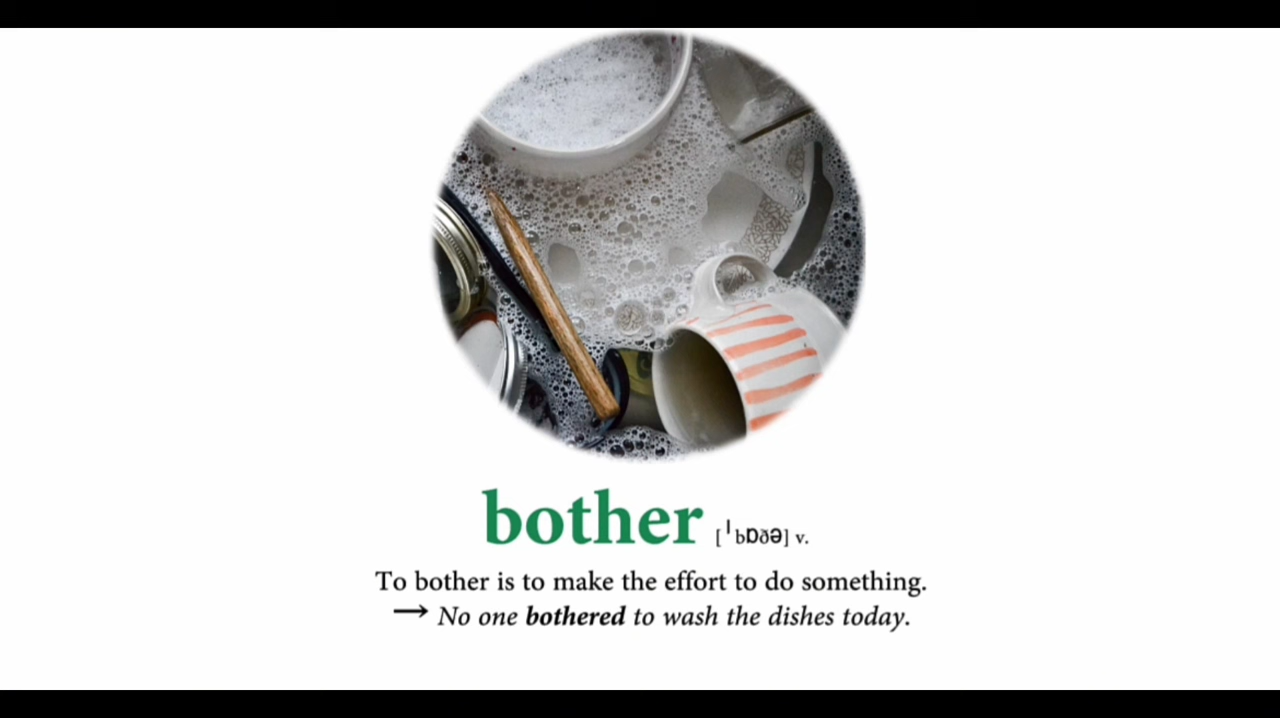 bother [ˈbɒðə] v.
To bother is to make the effort to do something.
→ No one bothered to wash the dishes today.